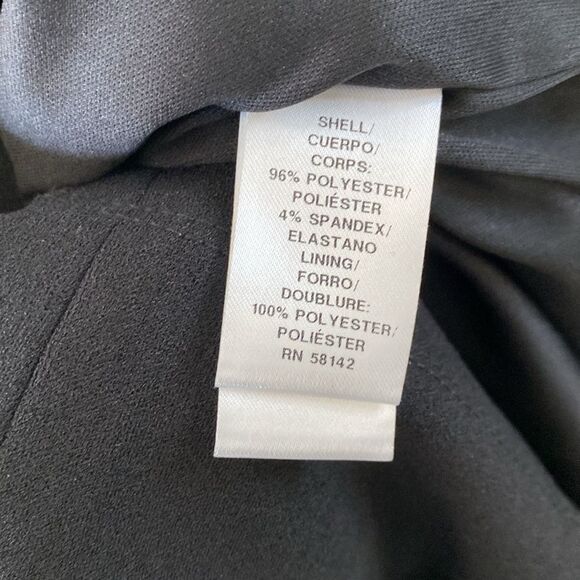 SHELL/
CUERPO/
CORPS:
96% POLYESTER/
POLIÉSTER
4% SPANDEX/
ELASTANO
LINING/
FORRO/
DOUBLURE:
100% POLYESTER/
POLIÉSTER
RN 58142